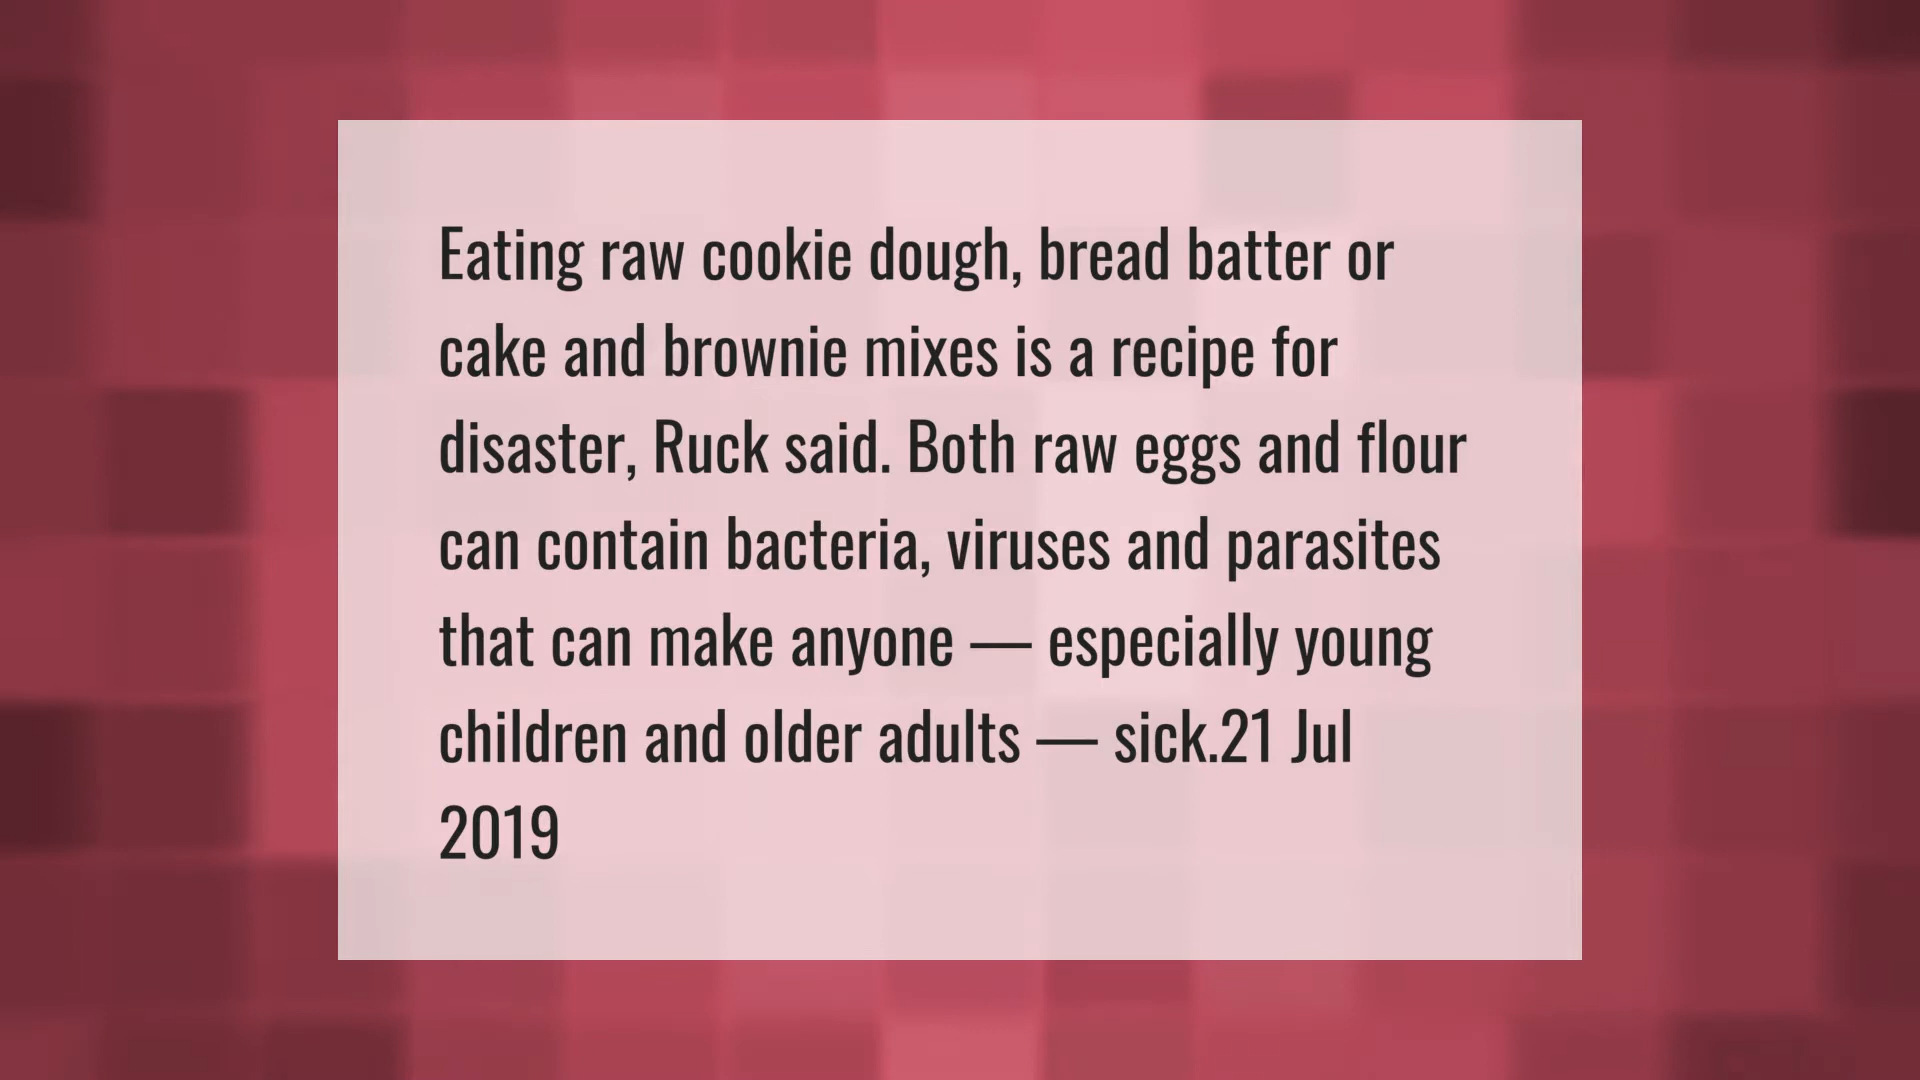 Eating raw cookie dough, bread batter or
cake and brownie mixes is a recipe for
disaster, Ruck said. Both raw eggs and flour
can contain bacteria, viruses and parasites
that can make anyone — especially young
children and older adults — sick.21 Jul
2019